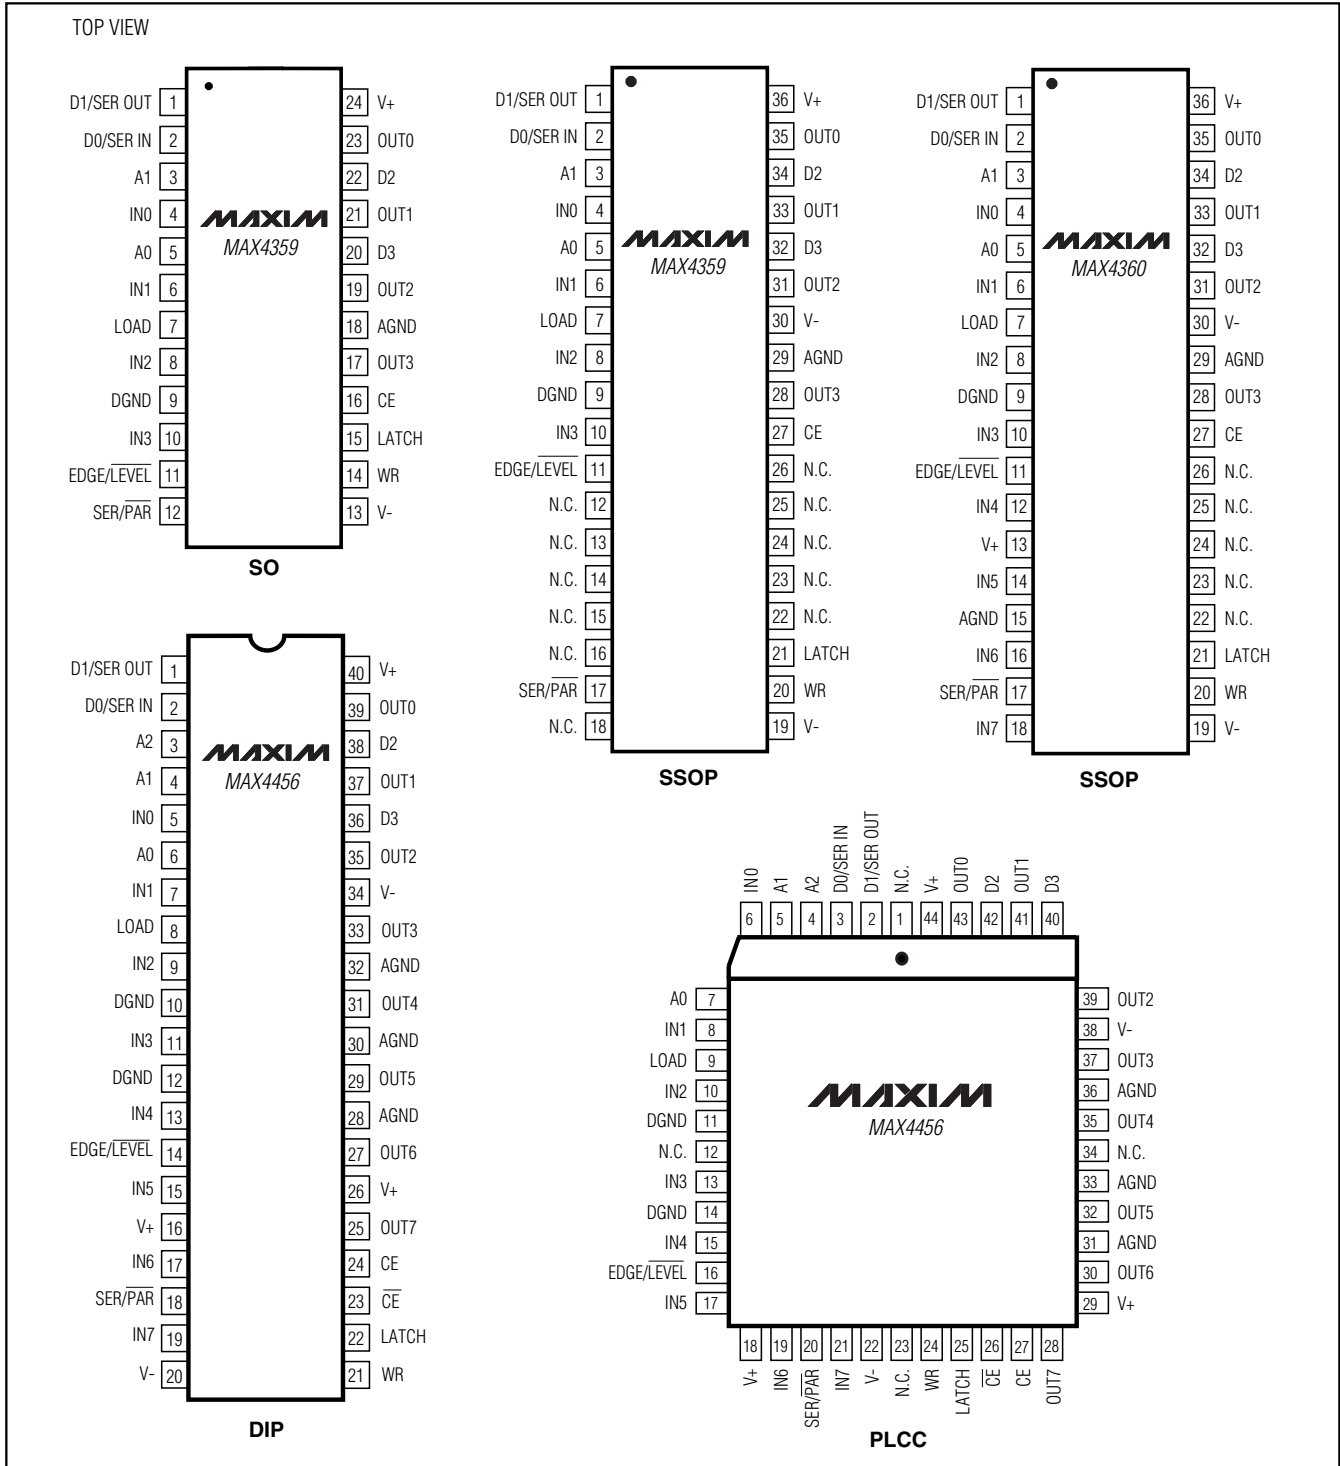 TOP VIEW
D1/SER OUT 1
D0/SER IN 2
A1 3
IN0 4
A0 5
IN1 6
LOAD 7
IN2 8
DGND 9
IN3 10
EDGE/LEVEL 11
SER/PAR 12
MAXIM
MAX4359
24 V+
23 OUT0
22 D2
21 OUT1
20 D3
19 OUT2
18 AGND
17 OUT3
16 CE
15 LATCH
14 WR
13 V-
SO
D1/SER OUT 1
D0/SER IN 2
A1 3
IN0 4
A0 5
IN1 6
LOAD 7
IN2 8
DGND 9
IN3 10
EDGE/LEVEL 11
N.C. 12
N.C. 13
N.C. 14
N.C. 15
N.C. 16
SER/PAR 17
N.C. 18
MAXIM
MAX4359
36 V+
35 OUT0
34 D2
33 OUT1
32 D3
31 OUT2
30 V-
29 AGND
28 OUT3
27 CE
26 N.C.
25 N.C.
24 N.C.
23 N.C.
22 N.C.
21 LATCH
20 WR
19 V-
SSOP
D1/SER OUT 1
D0/SER IN 2
A1 3
IN0 4
A0 5
IN1 6
LOAD 7
IN2 8
DGND 9
IN3 10
EDGE/LEVEL 11
IN4 12
V+ 13
IN5 14
AGND 15
IN6 16
SER/PAR 17
IN7 18
MAXIM
MAX4360
36 V+
35 OUT0
34 D2
33 OUT1
32 D3
31 OUT2
30 V-
29 AGND
28 OUT3
27 CE
26 N.C.
25 N.C.
24 N.C.
23 N.C.
22 N.C.
21 LATCH
20 WR
19 V-
SSOP
D1/SER OUT 1
D0/SER IN 2
A2 3
A1 4
IN0 5
A0 6
IN1 7
LOAD 8
IN2 9
DGND 10
IN3 11
DGND 12
IN4 13
EDGE/LEVEL 14
IN5 15
V+ 16
IN6 17
SER/PAR 18
IN7 19
V- 20
MAXIM
MAX4456
40 V+
39 OUT0
38 D2
37 OUT1
36 D3
35 OUT2
34 V-
33 OUT3
32 AGND
31 OUT4
30 AGND
29 OUT5
28 AGND
27 OUT6
26 V+
25 OUT7
24 CE
23 C̅E̅
22 LATCH
21 WR
DIP
IN0 A1 A2 D0/SER IN D1/SER OUT N.C. V+ OUT0 D2 OUT1 D3
6 5 4 3 2 1 44 43 42 41 40
A0 7
IN1 8
LOAD 9
IN2 10
DGND 11
N.C. 12
IN3 13
DGND 14
IN4 15
EDGE/LEVEL 16
IN5 17
MAXIM
MAX4456
39 OUT2
38 V-
37 OUT3
36 AGND
35 OUT4
34 N.C.
33 AGND
32 OUT5
31 AGND
30 OUT6
29 V+
18 19 20 21 22 23 24 25 26 27 28
V+ IN6 SER/PAR IN7 V- N.C. WR LATCH C̅E̅ CE OUT7
PLCC